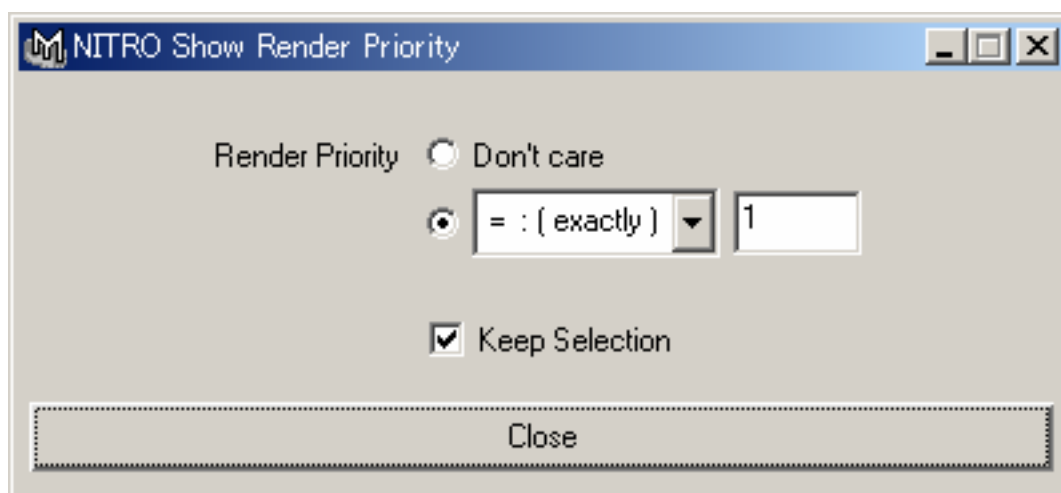 NITRO Show Render Priority
Render Priority Don't care
= : ( exactly ) 1
Keep Selection
Close